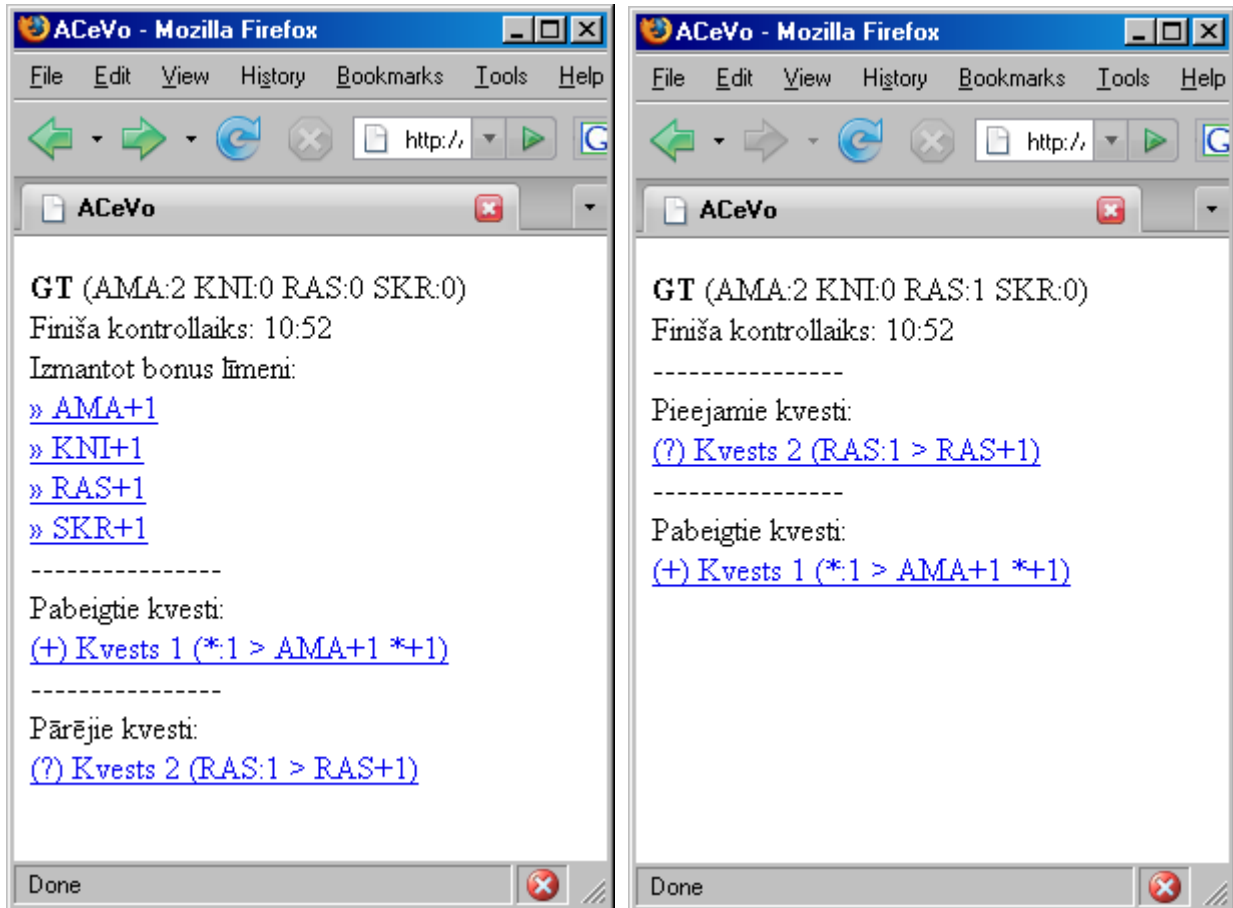 ACeVo - Mozilla Firefox
File Edit View History Bookmarks Tools Help
http:/
ACeVo
GT (AMA:2 KNI:0 RAS:0 SKR:0)
Finiša kontrollaiks: 10:52
Izmantot bonus līmeni:
» AMA+1
» KNI+1
» RAS+1
» SKR+1
----------------
Pabeigtie kvesti:
(+) Kvests 1 (*:1 > AMA+1 *+1)
----------------
Pārējie kvesti:
(?) Kvests 2 (RAS:1 > RAS+1)
Done
ACeVo - Mozilla Firefox
File Edit View History Bookmarks Tools Help
http:/
ACeVo
GT (AMA:2 KNI:0 RAS:1 SKR:0)
Finiša kontrollaiks: 10:52
----------------
Pieejamie kvesti:
(?) Kvests 2 (RAS:1 > RAS+1)
----------------
Pabeigtie kvesti:
(+) Kvests 1 (*:1 > AMA+1 *+1)
Done